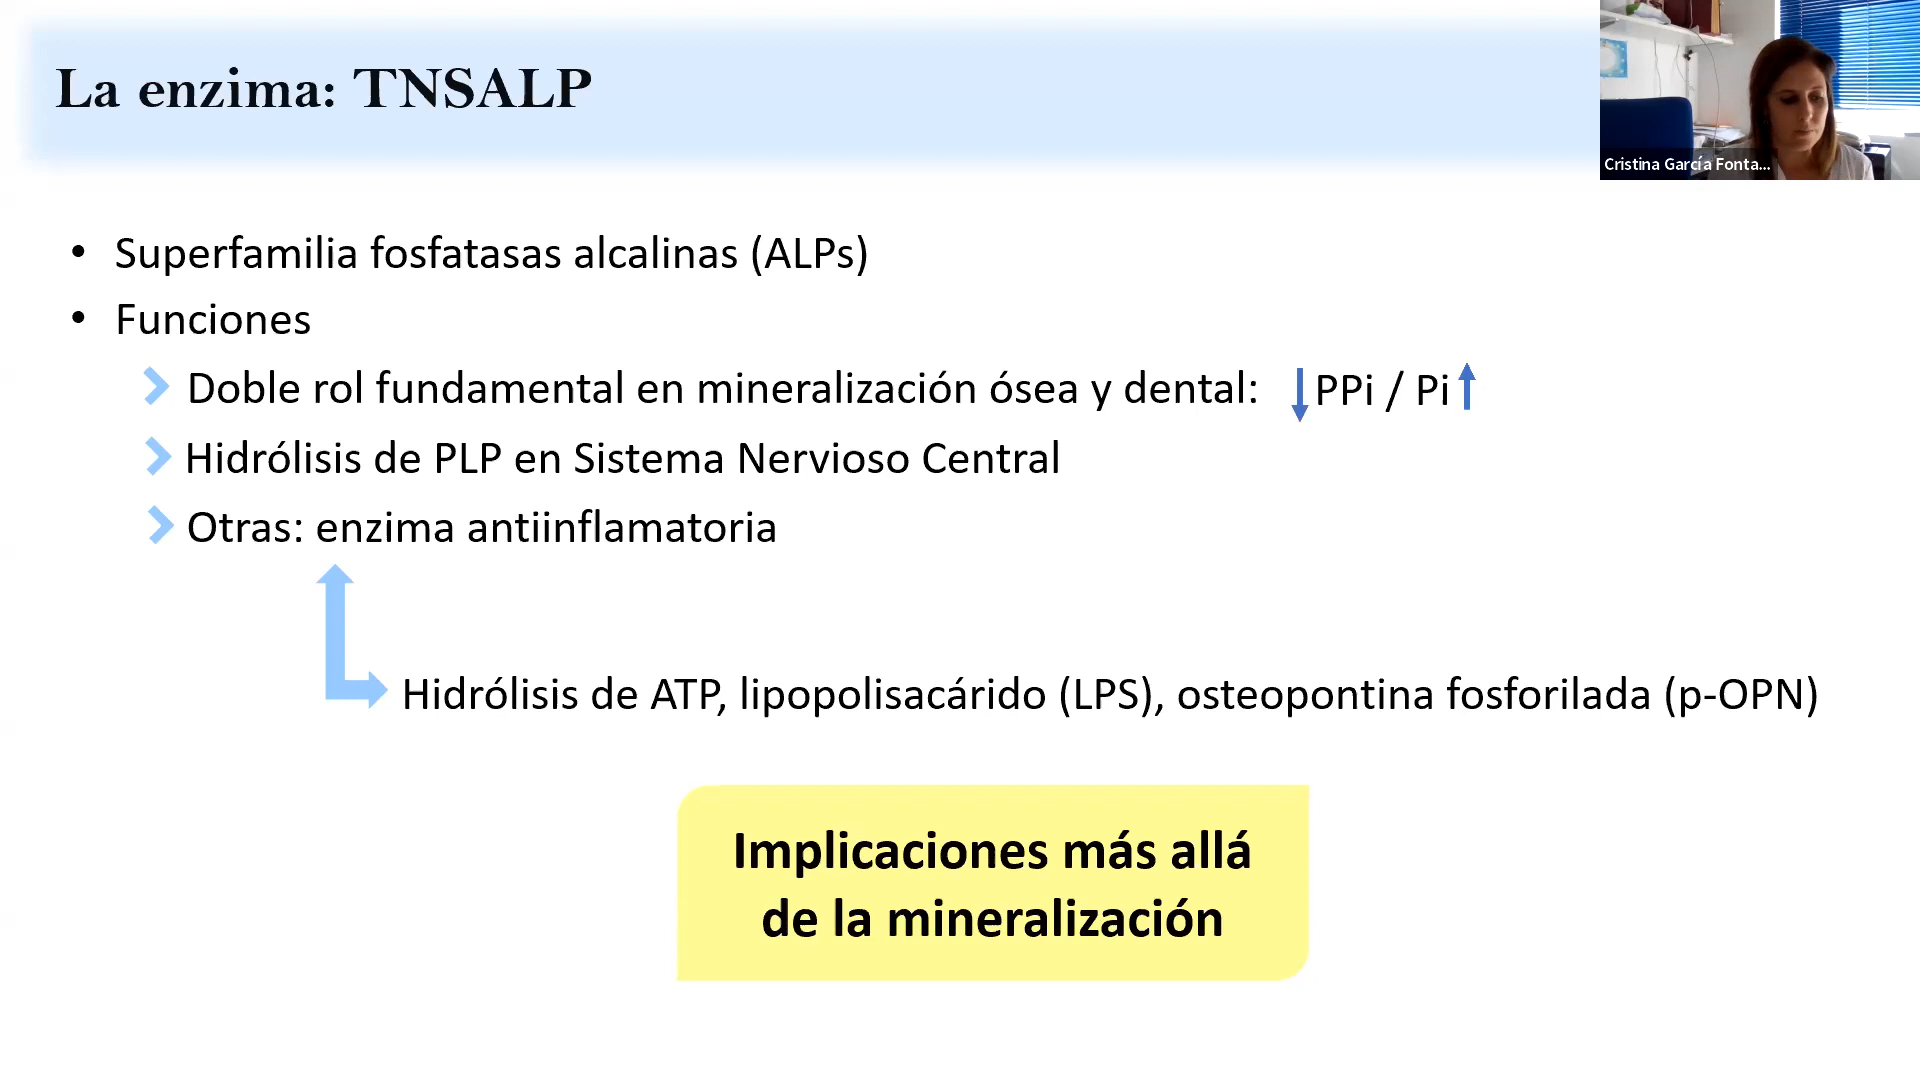 La enzima: TNSALP
Cristina García Fonta...
• Superfamilia fosfatasas alcalinas (ALPs)
• Funciones
Doble rol fundamental en mineralización ósea y dental: ↓PPi / Pi↑
Hidrólisis de PLP en Sistema Nervioso Central
Otras: enzima antiinflamatoria
Hidrólisis de ATP, lipopolisacárido (LPS), osteopontina fosforilada (p-OPN)
Implicaciones más allá
de la mineralización